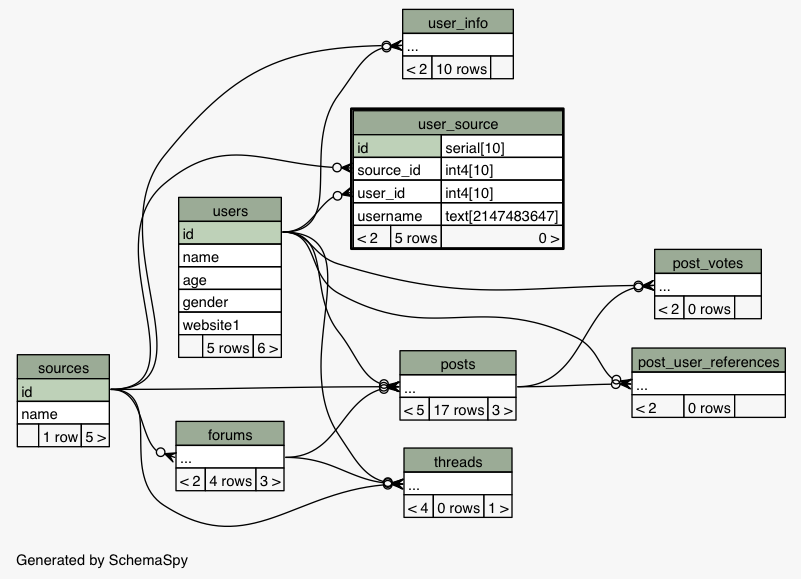 user_info
...
< 2 10 rows
user_source
id serial[10]
source_id int4[10]
user_id int4[10]
username text[2147483647]
< 2 5 rows 0 >
users
id
name
age
gender
website1
5 rows 6 >
post_votes
...
< 2 0 rows
sources
id
name
1 row 5 >
posts
...
< 5 17 rows 3 >
post_user_references
...
< 2 0 rows
forums
...
< 2 4 rows 3 >
threads
...
< 4 0 rows 1 >
Generated by SchemaSpy